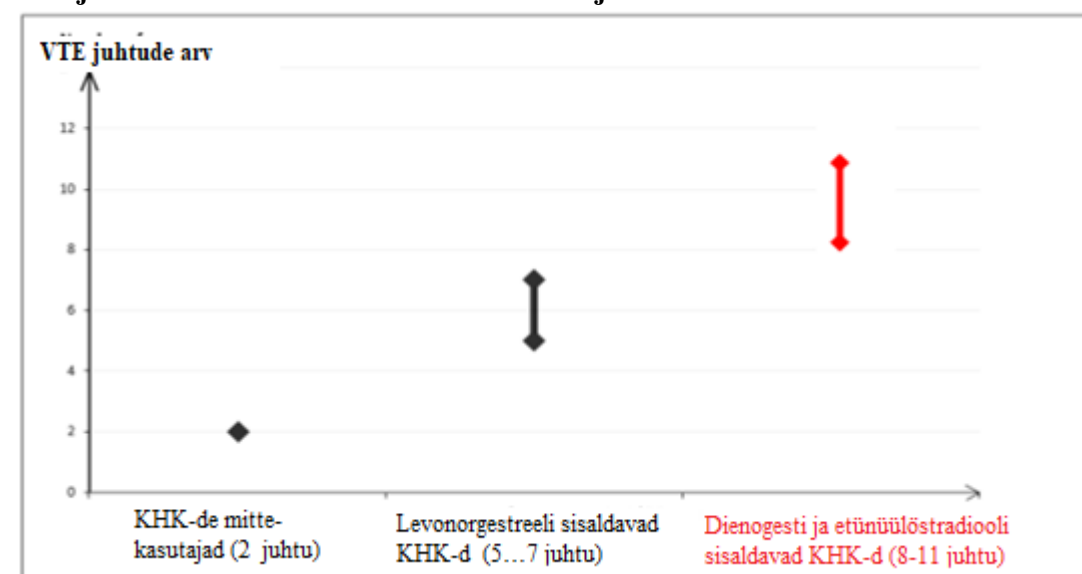 VTE juhtude arv
12
10
8
6
4
2
0
KHK-de mitte-
kasutajad (2 juhtu)
Levonorgestreeli sisaldavad
KHK-d (5…7 juhtu)
Dienogesti ja etünüülöstradiooli
sisaldavad KHK-d (8-11 juhtu)